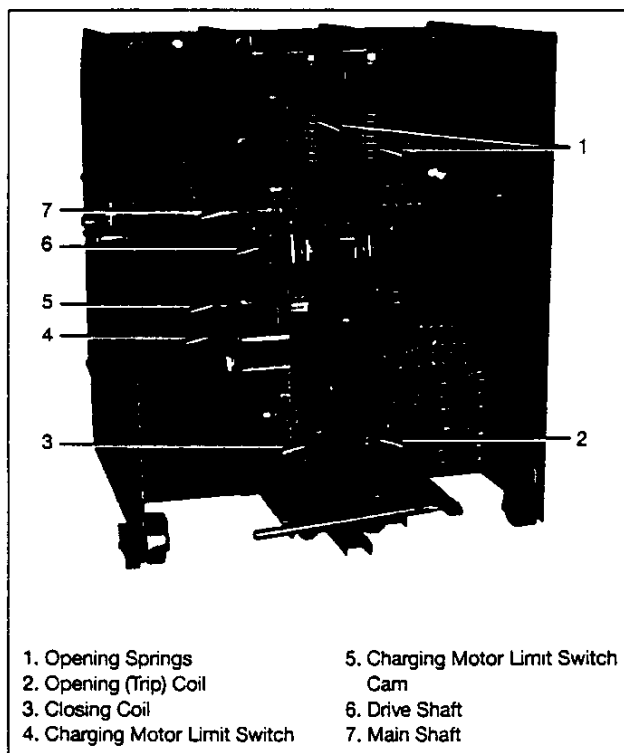 1
7
6
5
4
3
2
1. Opening Springs
2. Opening (Trip) Coil
3. Closing Coil
4. Charging Motor Limit Switch
5. Charging Motor Limit Switch
Cam
6. Drive Shaft
7. Main Shaft